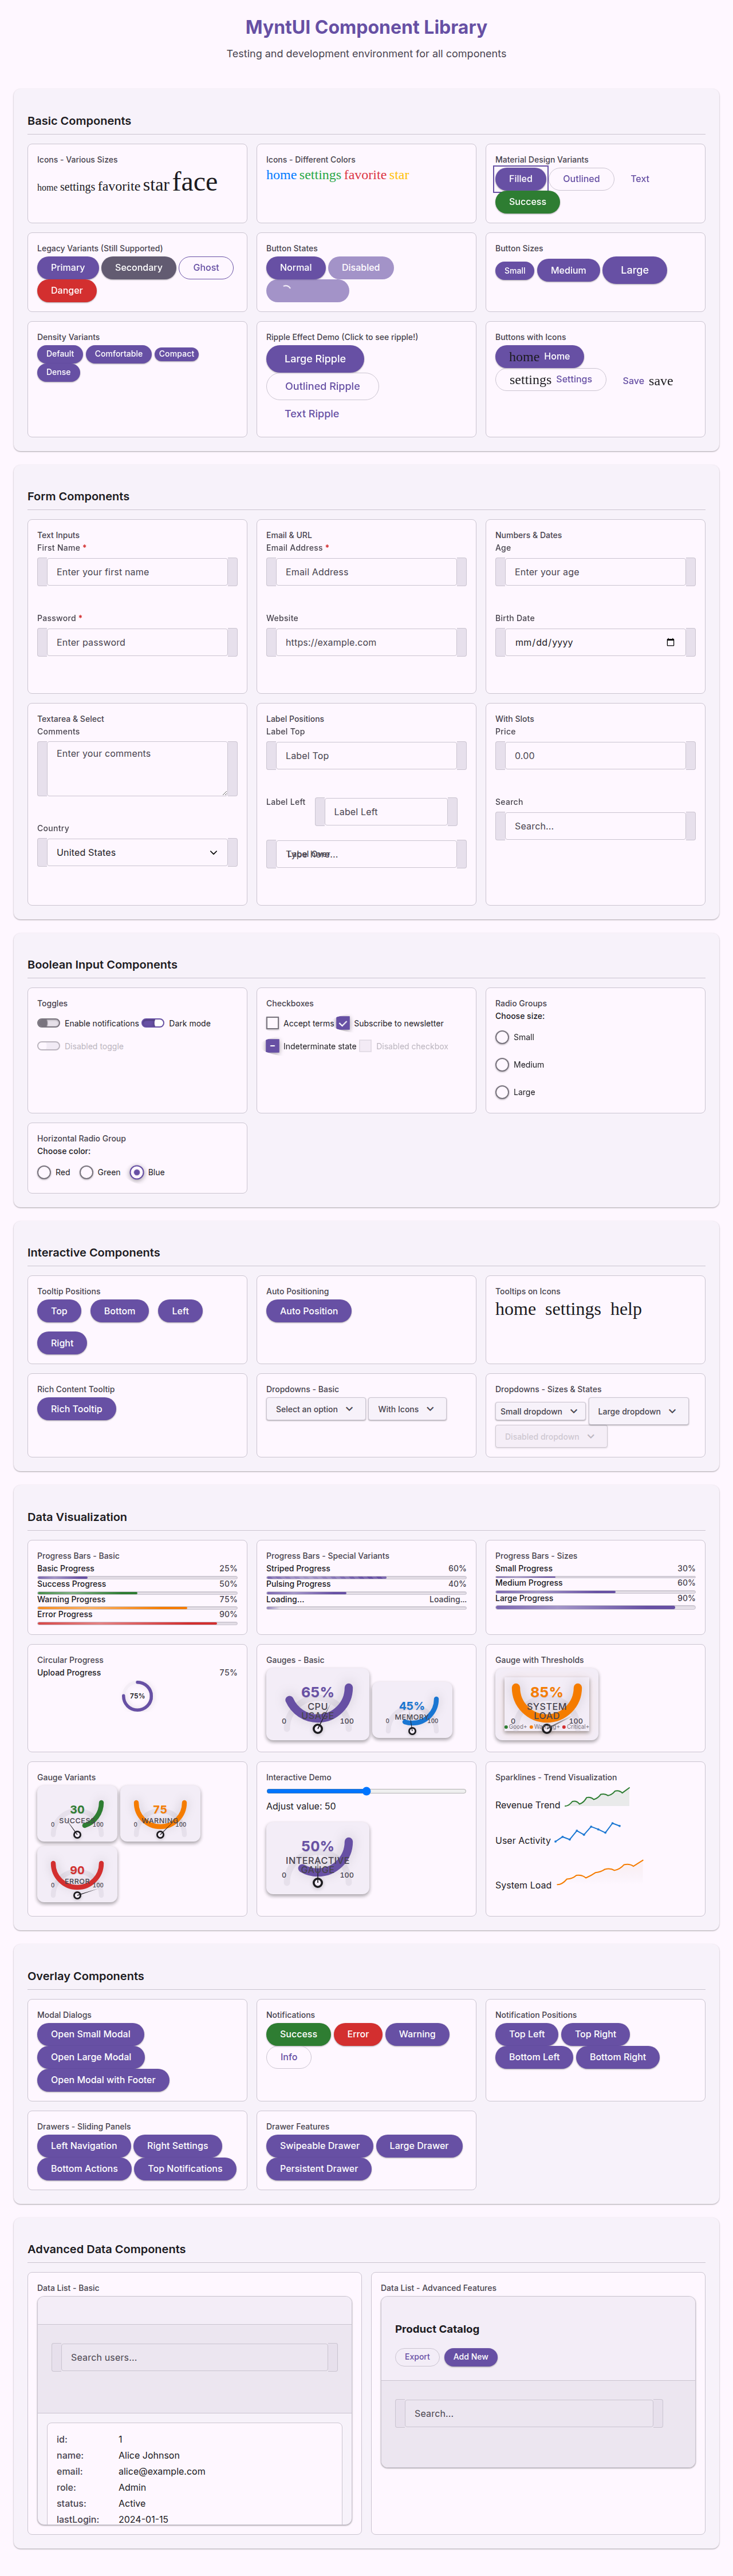 MyntUI Component Library
Testing and development environment for all components
Basic Components
Icons - Various Sizes
home settings favorite star face
Icons - Different Colors
home settings favorite star
Material Design Variants
Filled Outlined Text
Success
Legacy Variants (Still Supported)
Primary Secondary Ghost
Danger
Button States
Normal Disabled
Button Sizes
Small Medium Large
Density Variants
Default Comfortable Compact
Dense
Ripple Effect Demo (Click to see ripple!)
Large Ripple
Outlined Ripple
Text Ripple
Buttons with Icons
home Home
settings Settings Save save
Form Components
Text Inputs
First Name *
Enter your first name
Password *
Enter password
Email & URL
Email Address *
Email Address
Website
https://example.com
Numbers & Dates
Age
Enter your age
Birth Date
mm/dd/yyyy
Textarea & Select
Comments
Enter your comments
Country
United States
Label Positions
Label Top
Label Top
Label Left Label Left
With Slots
Price
0.00
Search
Search...
Boolean Input Components
Toggles
Enable notifications Dark mode
Disabled toggle
Checkboxes
Accept terms Subscribe to newsletter
Indeterminate state Disabled checkbox
Radio Groups
Choose size:
Small
Medium
Large
Horizontal Radio Group
Choose color:
Red Green Blue
Interactive Components
Tooltip Positions
Top Bottom Left
Right
Auto Positioning
Auto Position
Tooltips on Icons
home settings help
Rich Content Tooltip
Rich Tooltip
Dropdowns - Basic
Select an option With Icons
Dropdowns - Sizes & States
Small dropdown Large dropdown
Disabled dropdown
Data Visualization
Progress Bars - Basic
Basic Progress 25%
Success Progress 50%
Warning Progress 75%
Error Progress 90%
Progress Bars - Special Variants
Striped Progress 60%
Pulsing Progress 40%
Loading... Loading...
Progress Bars - Sizes
Small Progress 30%
Medium Progress 60%
Large Progress 90%
Circular Progress
Upload Progress 75%
75%
Gauges - Basic
65%
CPU
USAGE
0 100
45%
MEMORY
0 100
Gauge with Thresholds
85%
SYSTEM
LOAD
0 100
Good Warning Critical
Gauge Variants
30
SUCCESS
0 100
75
WARNING
0 100
90
ERROR
0 100
Interactive Demo
Adjust value: 50
50%
INTERACTIVE
0 100
Sparklines - Trend Visualization
Revenue Trend
User Activity
System Load
Overlay Components
Modal Dialogs
Open Small Modal
Open Large Modal
Open Modal with Footer
Notifications
Success Error Warning
Info
Notification Positions
Top Left Top Right
Bottom Left Bottom Right
Drawers - Sliding Panels
Left Navigation Right Settings
Bottom Actions Top Notifications
Drawer Features
Swipeable Drawer Large Drawer
Persistent Drawer
Advanced Data Components
Data List - Basic
Search users...
id: 1
name: Alice Johnson
email: alice@example.com
role: Admin
status: Active
lastLogin: 2024-01-15
Data List - Advanced Features
Product Catalog
Export Add New
Search...